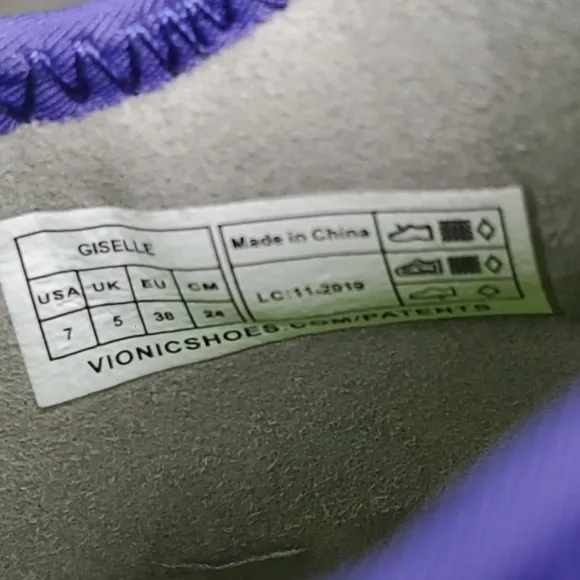 GISELLE
USA UK EU CM
7 5 38 24
Made in China
LC:11-2019
VIONICSHOES.COM/PATENTS